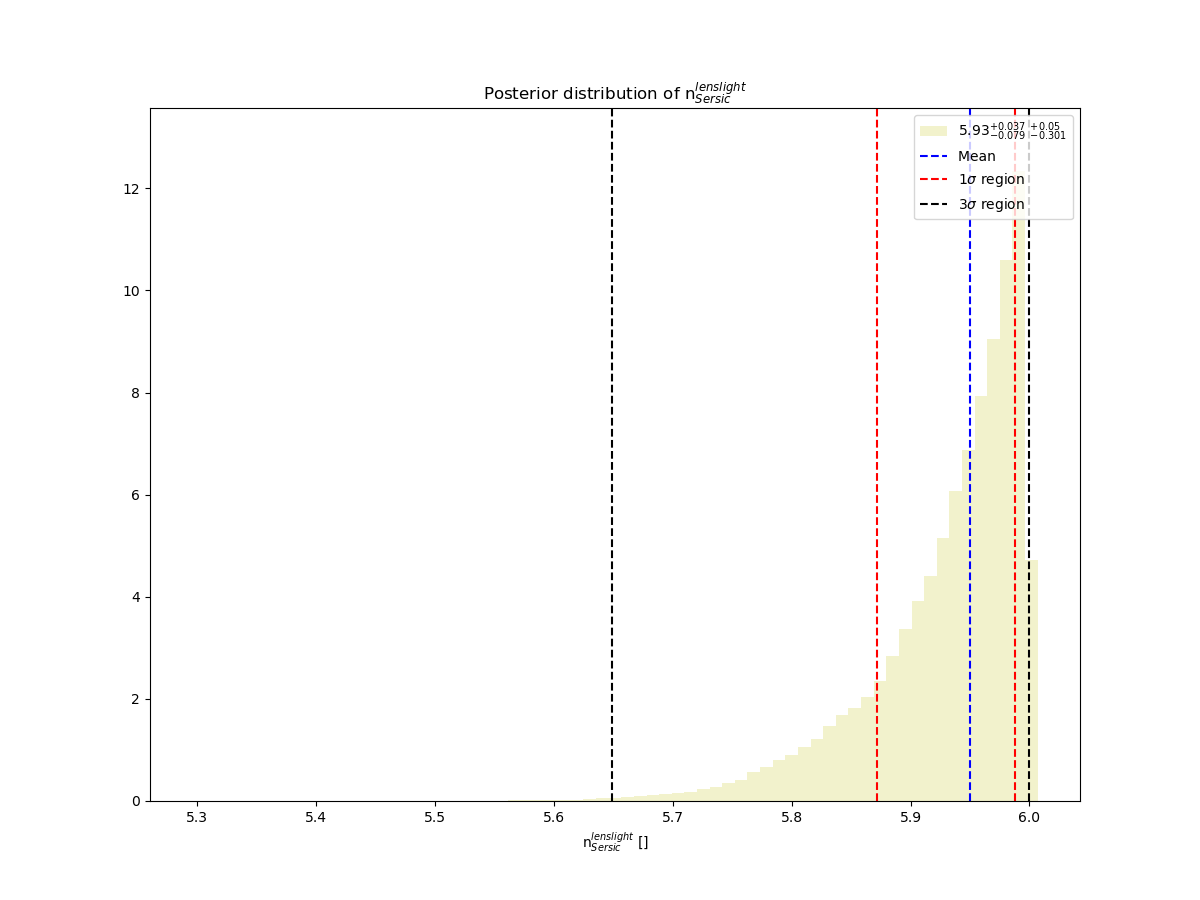 Posterior distribution of n_{Sersic}^{lenslight}
5.93^{+0.037}_{-0.079} ^{+0.05}_{-0.301}
Mean
1σ region
3σ region
12
10
8
6
4
2
0
5.3 5.4 5.5 5.6 5.7 5.8 5.9 6.0
n_{Sersic}^{lenslight} []